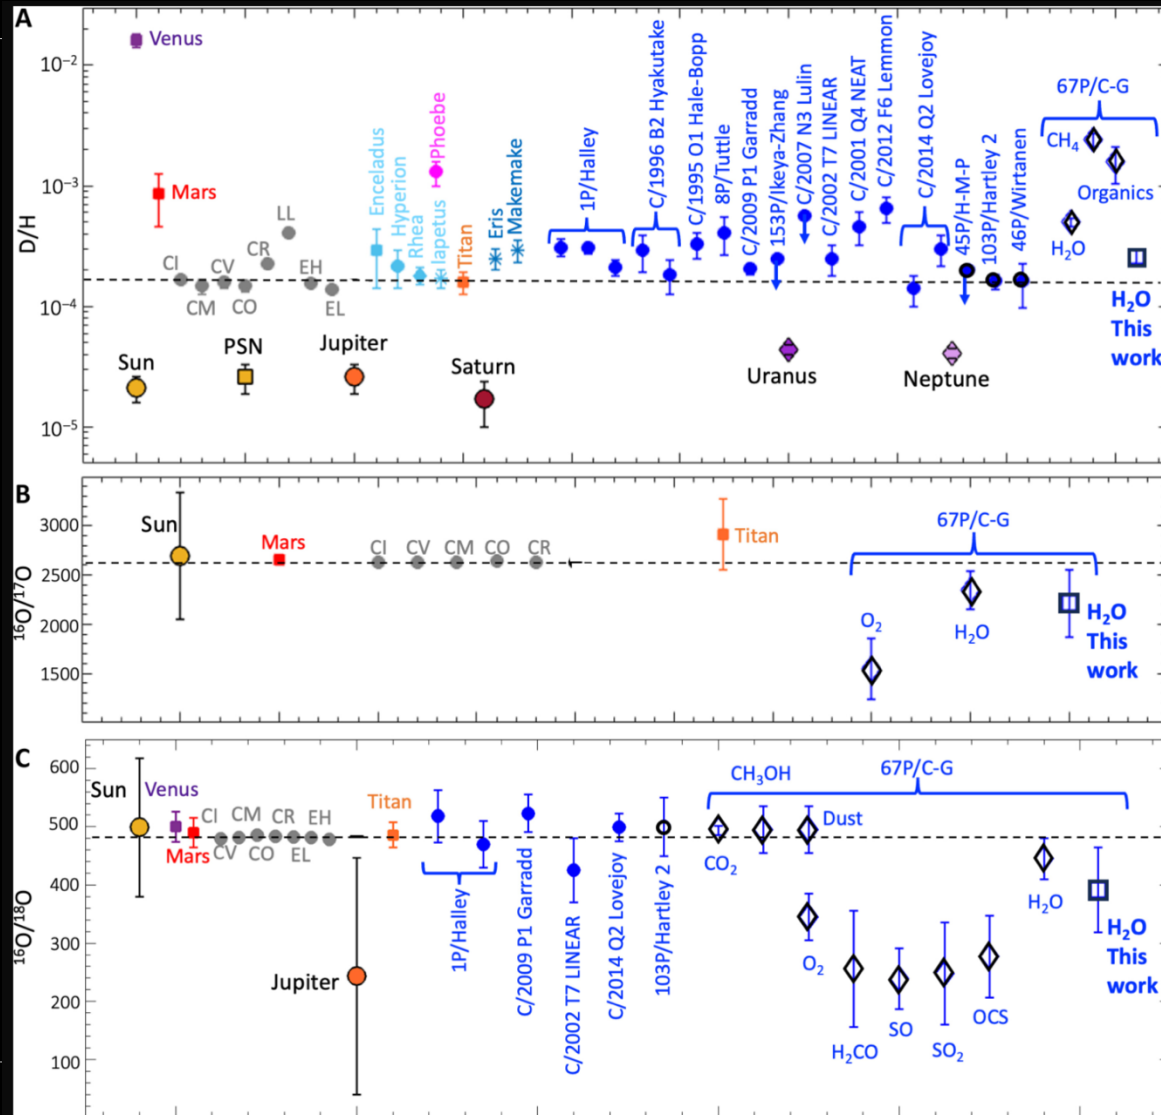 A
D/H
10⁻²
10⁻³
10⁻⁴
10⁻⁵
Venus
Mars
CI
CM
CV
CO
CR
LL
EH
EL
Sun
PSN
Jupiter
Saturn
Uranus
Neptune
Enceladus
Hyperion
Rhea
Iapetus
Phoebe
Titan
Eris
Makemake
1P/Halley
C/1996 B2 Hyakutake
C/1995 O1 Hale-Bopp
8P/Tuttle
C/2009 P1 Garradd
153P/Ikeya-Zhang
C/2007 N3 Lulin
C/2002 T7 LINEAR
C/2001 Q4 NEAT
C/2012 F6 Lemmon
C/2014 Q2 Lovejoy
45P/H-M-P
103P/Hartley 2
46P/Wirtanen
67P/C-G
CH₄
Organics
H₂O
H₂O
This
work
B
¹⁶O/¹⁷O
3000
2500
2000
1500
Sun
Mars
CI
CV
CM
CO
CR
Titan
67P/C-G
O₂
H₂O
H₂O
This
work
C
¹⁶O/¹⁸O
600
500
400
300
200
100
Sun
Venus
Mars
CI
CV
CM
CO
CR
EL
EH
Jupiter
Titan
1P/Halley
C/2009 P1 Garradd
C/2002 T7 LINEAR
C/2014 Q2 Lovejoy
103P/Hartley 2
67P/C-G
CH₃OH
CO₂
Dust
O₂
H₂CO
SO
SO₂
OCS
H₂O
H₂O
This
work